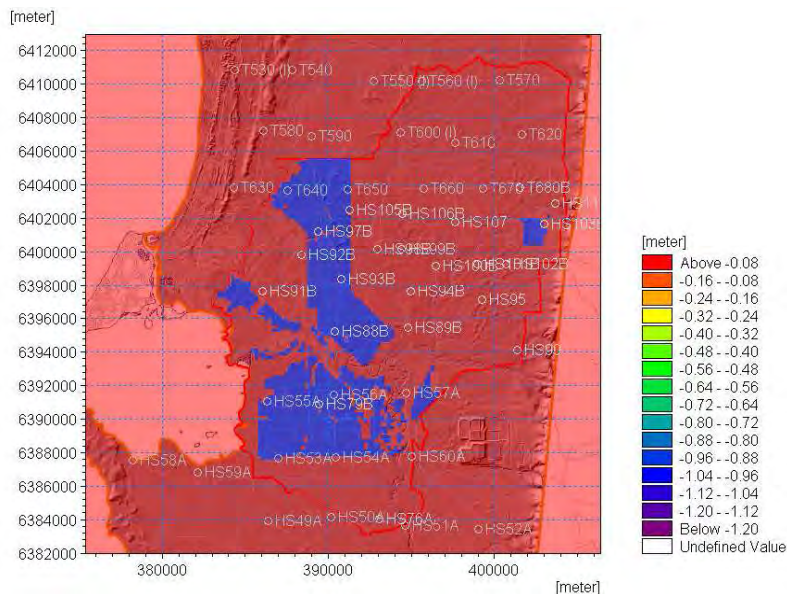 [meter]
6412000
6410000
6408000
6406000
6404000
6402000
6400000
6398000
6396000
6394000
6392000
6390000
6388000
6386000
6384000
6382000
T530 (I) T540 T560 (I) T570
T580 T590 T600 (I) T610 T620
T630 T640 T650 T660 T670 T680B
HS105B HS106B HS107
HS97B
HS92B
HS93B
HS91B HS94B HS95
HS88B HS89B HS90
HS55A HS56A HS57A
HS79B
HS58A HS59A HS53A HS54A HS60A
HS49A HS50A HS76A HS51A HS52A
380000 390000 400000
[meter]
[meter]
Above -0.08
-0.16 - -0.08
-0.24 - -0.16
-0.32 - -0.24
-0.40 - -0.32
-0.48 - -0.40
-0.56 - -0.48
-0.64 - -0.56
-0.72 - -0.64
-0.80 - -0.72
-0.88 - -0.80
-0.96 - -0.88
-1.04 - -0.96
-1.12 - -1.04
-1.20 - -1.12
Below -1.20
Undefined Value